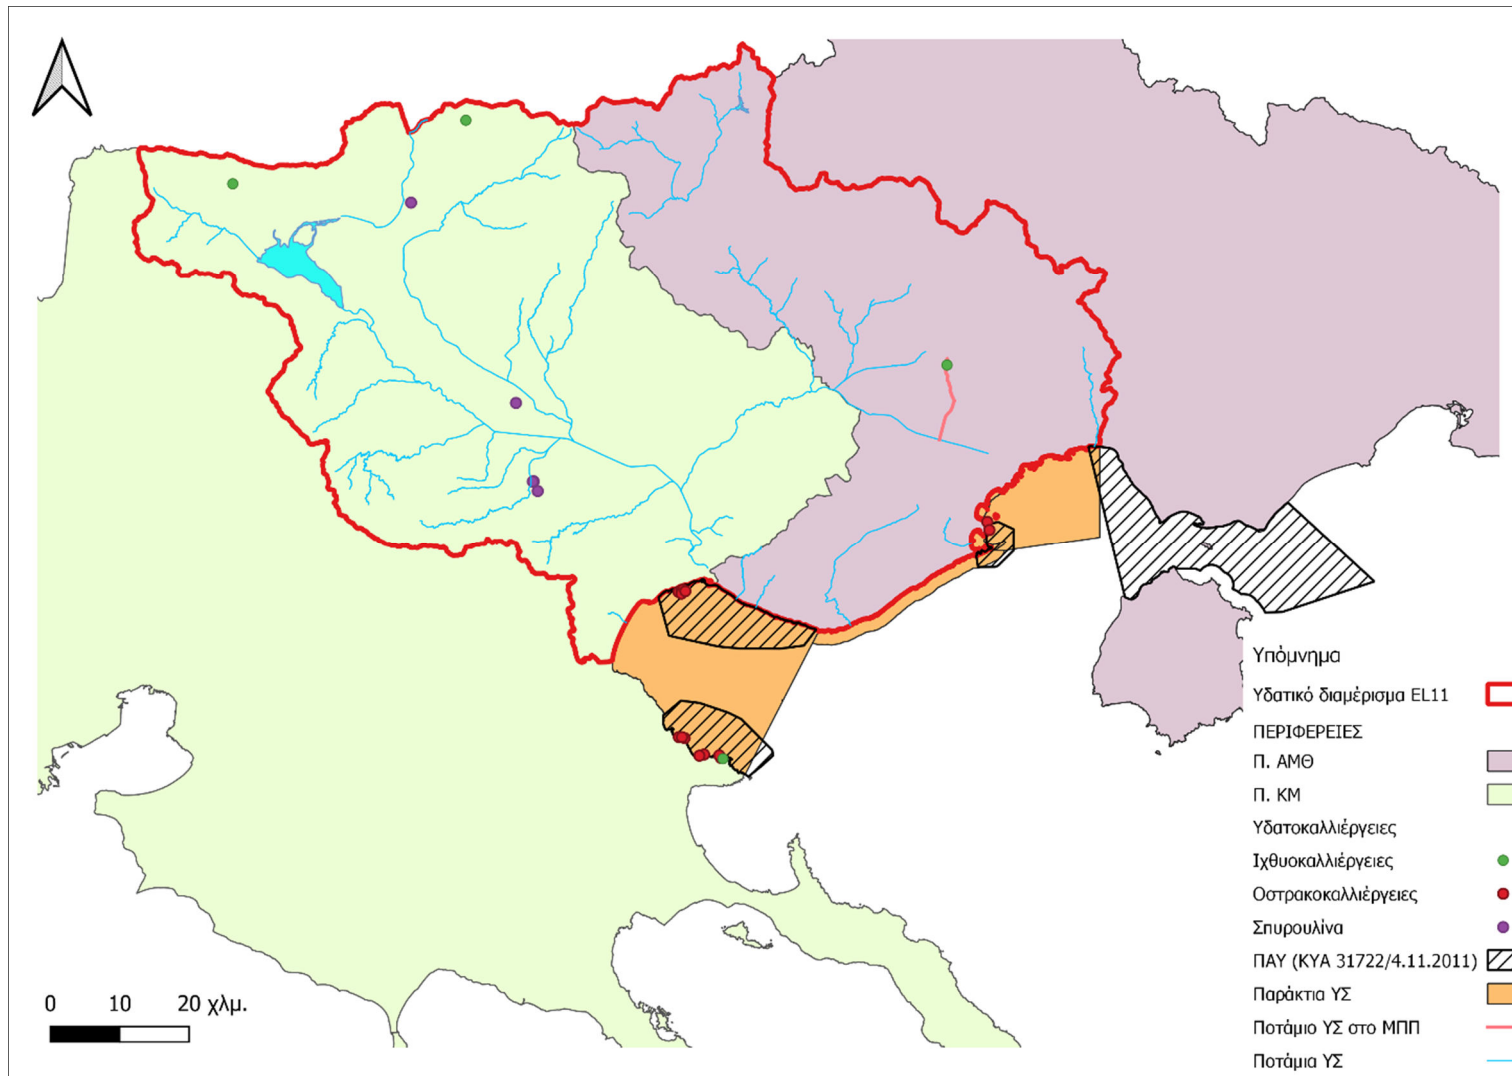 Υπόμνημα
Υδατικό διαμέρισμα EL11
ΠΕΡΙΦΕΡΕΙΕΣ
Π. ΑΜΘ
Π. ΚΜ
Υδατοκαλλιέργειες
Ιχθυοκαλλιέργειες
Οστρακοκαλλιέργειες
Σπυρουλίνα
ΠΑΥ (ΚΥΑ 31722/4.11.2011)
Παράκτια ΥΣ
Ποτάμιο ΥΣ στο ΜΠΠ
Ποτάμια ΥΣ
0 10 20 χλμ.